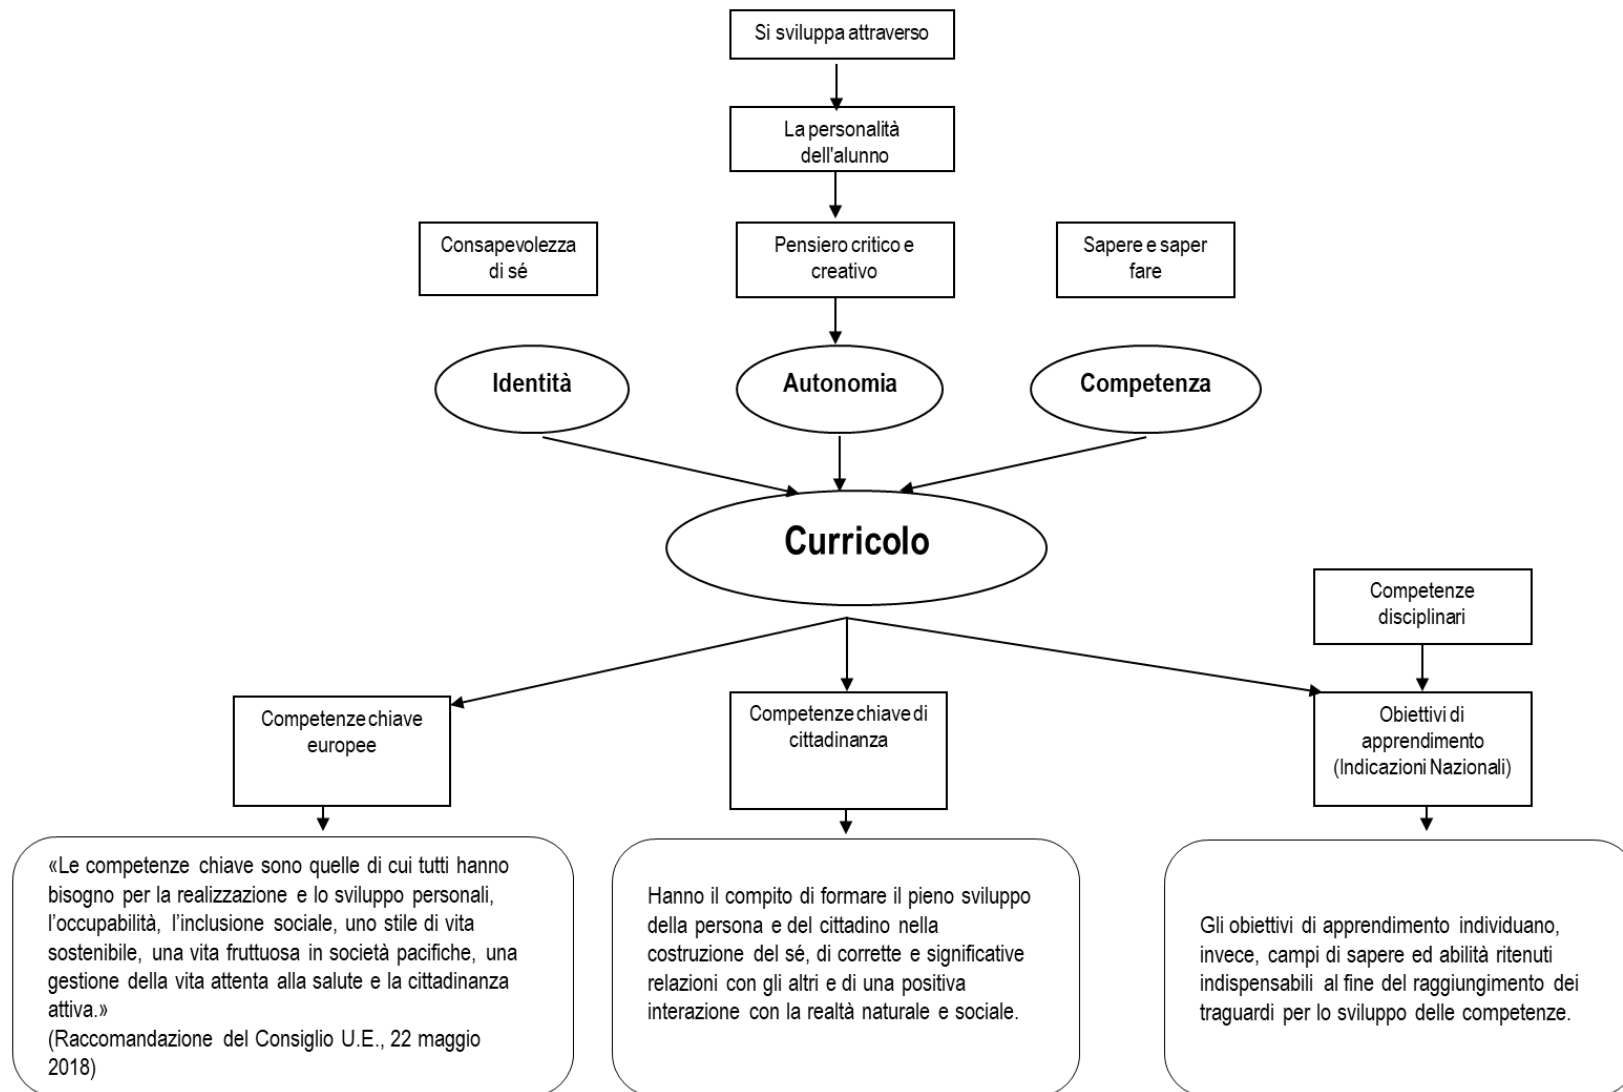 Si sviluppa attraverso
La personalità
dell'alunno
Consapevolezza
di sé
Pensiero critico e
creativo
Sapere e saper
fare
Identità
Autonomia
Competenza
Curricolo
Competenze
disciplinari
Competenze chiave
europee
Competenze chiave di
cittadinanza
Obiettivi di
apprendimento
(Indicazioni Nazionali)
«Le competenze chiave sono quelle di cui tutti hanno
bisogno per la realizzazione e lo sviluppo personali,
l’occupabilità, l’inclusione sociale, uno stile di vita
sostenibile, una vita fruttuosa in società pacifiche, una
gestione della vita attenta alla salute e la cittadinanza
attiva.»
(Raccomandazione del Consiglio U.E., 22 maggio
2018)
Hanno il compito di formare il pieno sviluppo
della persona e del cittadino nella
costruzione del sé, di corrette e significative
relazioni con gli altri e di una positiva
interazione con la realtà naturale e sociale.
Gli obiettivi di apprendimento individuano,
invece, campi di sapere ed abilità ritenuti
indispensabili al fine del raggiungimento dei
traguardi per lo sviluppo delle competenze.